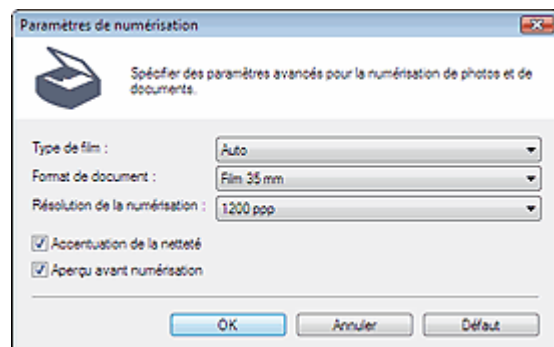 Paramètres de numérisation
Spécifier des paramètres avancés pour la numérisation de photos et de
documents.
Type de film : Auto
Format de document : Film 35 mm
Résolution de la numérisation : 1200 ppp
Accentuation de la netteté
Aperçu avant numérisation
OK Annuler Défaut